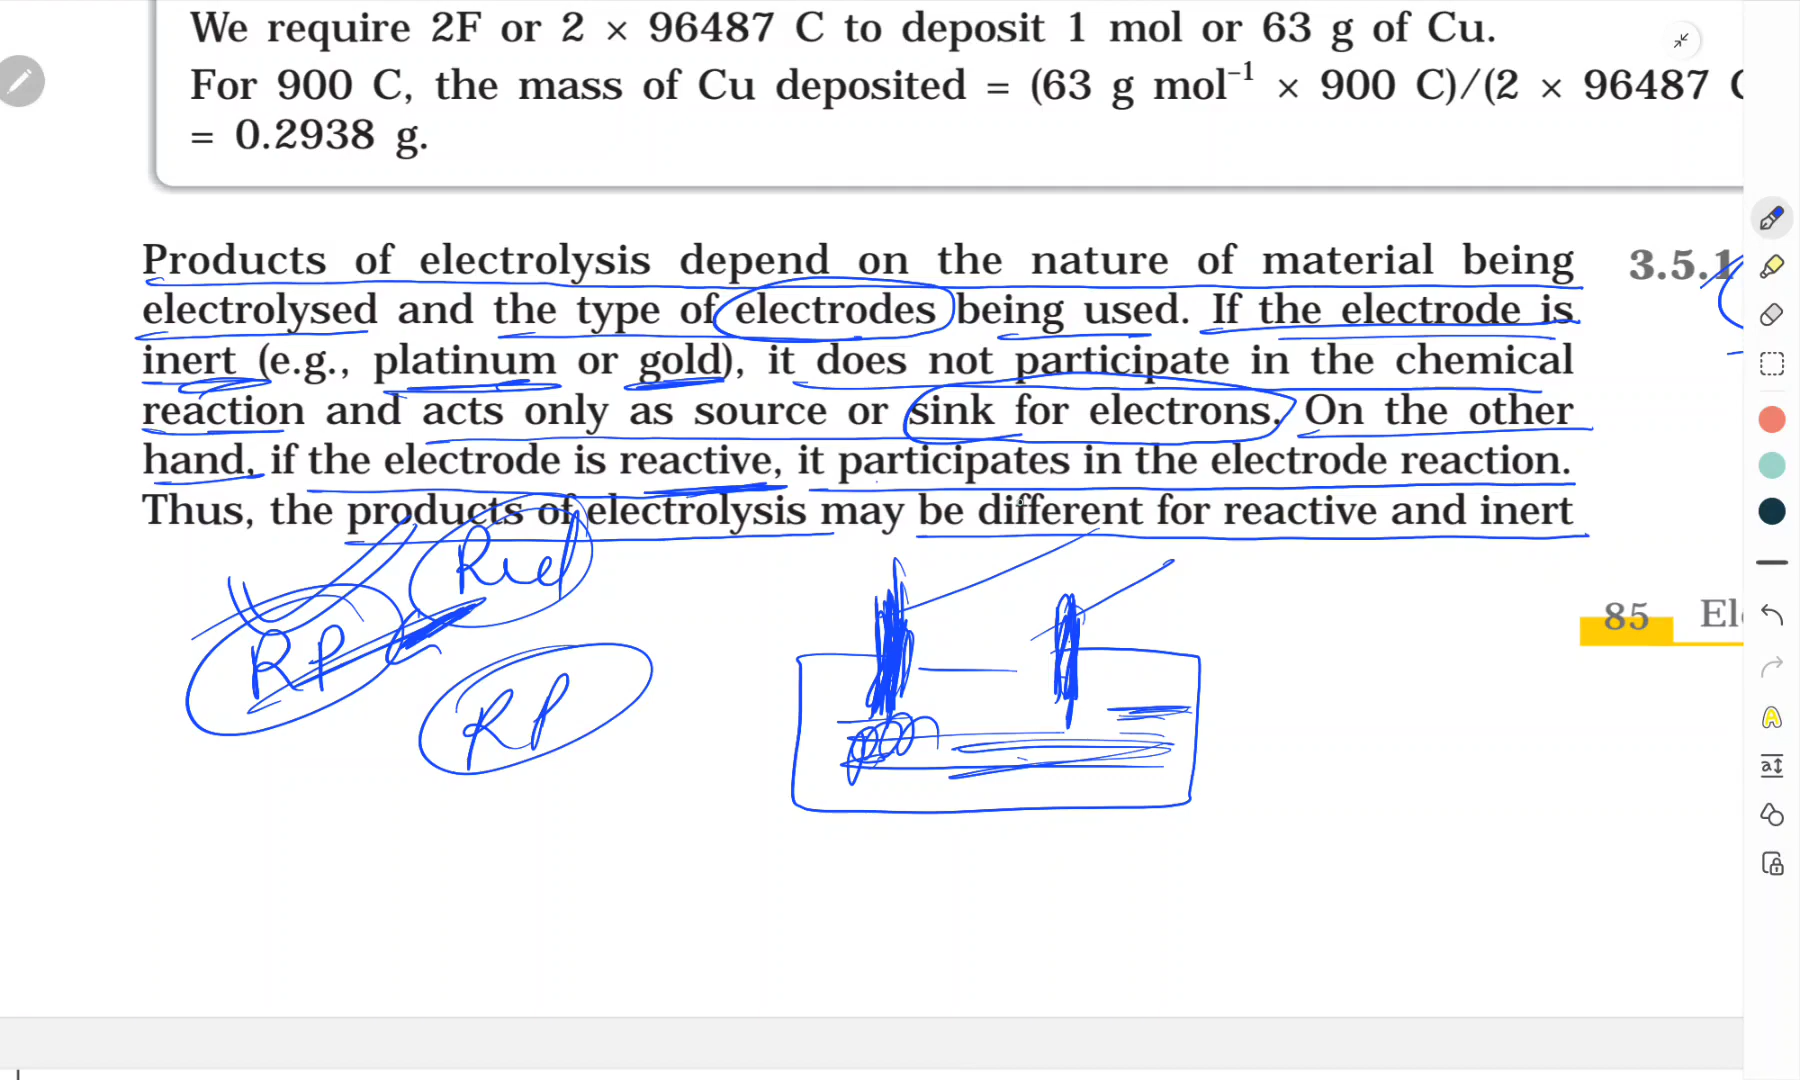 We require 2F or 2 × 96487 C to deposit 1 mol or 63 g of Cu.
For 900 C, the mass of Cu deposited = (63 g mol⁻¹ × 900 C)/(2 × 96487 C
= 0.2938 g.
Products of electrolysis depend on the nature of material being
electrolysed and the type of electrodes being used. If the electrode is
inert (e.g., platinum or gold), it does not participate in the chemical
reaction and acts only as source or sink for electrons. On the other
hand, if the electrode is reactive, it participates in the electrode reaction.
Thus, the products of electrolysis may be different for reactive and inert
3.5.1
RP
RP
85 El